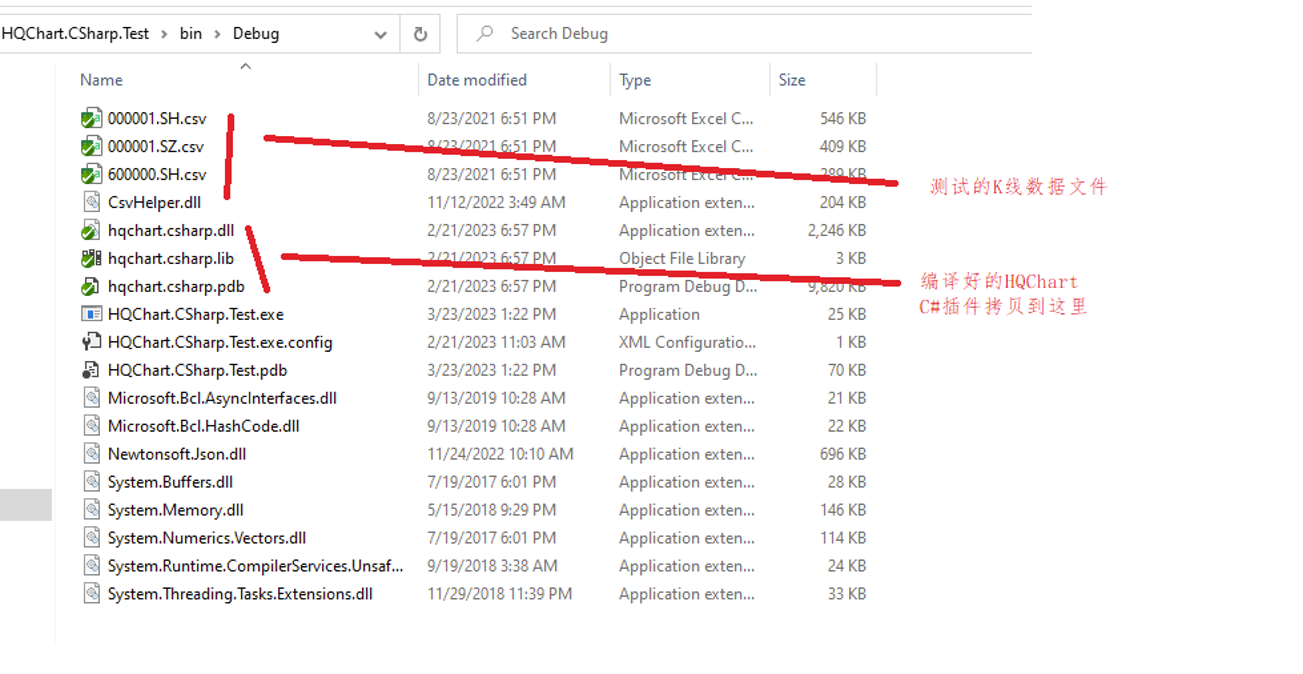 HQChart.CSharp.Test > bin > Debug
Search Debug
Name Date modified Type Size
000001.SH.csv 8/23/2021 6:51 PM Microsoft Excel C... 546 KB
000001.SZ.csv 8/23/2021 6:51 PM Microsoft Excel C... 409 KB
600000.SH.csv 8/23/2021 6:51 PM Microsoft Excel C... 289 KB
测试的K线数据文件
CsvHelper.dll 11/12/2022 3:49 AM Application exten... 204 KB
hqchart.csharp.dll 2/21/2023 6:57 PM Application exten... 2,246 KB
hqchart.csharp.lib 2/21/2023 6:57 PM Object File Library 3 KB
hqchart.csharp.pdb 2/21/2023 6:57 PM Program Debug D... 9,820 KB
编译好的HQChart
C#插件拷贝到这里
HQChart.CSharp.Test.exe 3/23/2023 1:22 PM Application 25 KB
HQChart.CSharp.Test.exe.config 2/21/2023 11:03 AM XML Configuratio... 1 KB
HQChart.CSharp.Test.pdb 3/23/2023 1:22 PM Program Debug D... 70 KB
Microsoft.Bcl.AsyncInterfaces.dll 9/13/2019 10:28 AM Application exten... 21 KB
Microsoft.Bcl.HashCode.dll 9/13/2019 10:28 AM Application exten... 22 KB
Newtonsoft.Json.dll 11/24/2022 10:10 AM Application exten... 696 KB
System.Buffers.dll 7/19/2017 6:01 PM Application exten... 28 KB
System.Memory.dll 5/15/2018 9:29 PM Application exten... 146 KB
System.Numerics.Vectors.dll 7/19/2017 6:01 PM Application exten... 114 KB
System.Runtime.CompilerServices.Unsaf... 9/19/2018 3:38 AM Application exten... 24 KB
System.Threading.Tasks.Extensions.dll 11/29/2018 11:39 PM Application exten... 33 KB